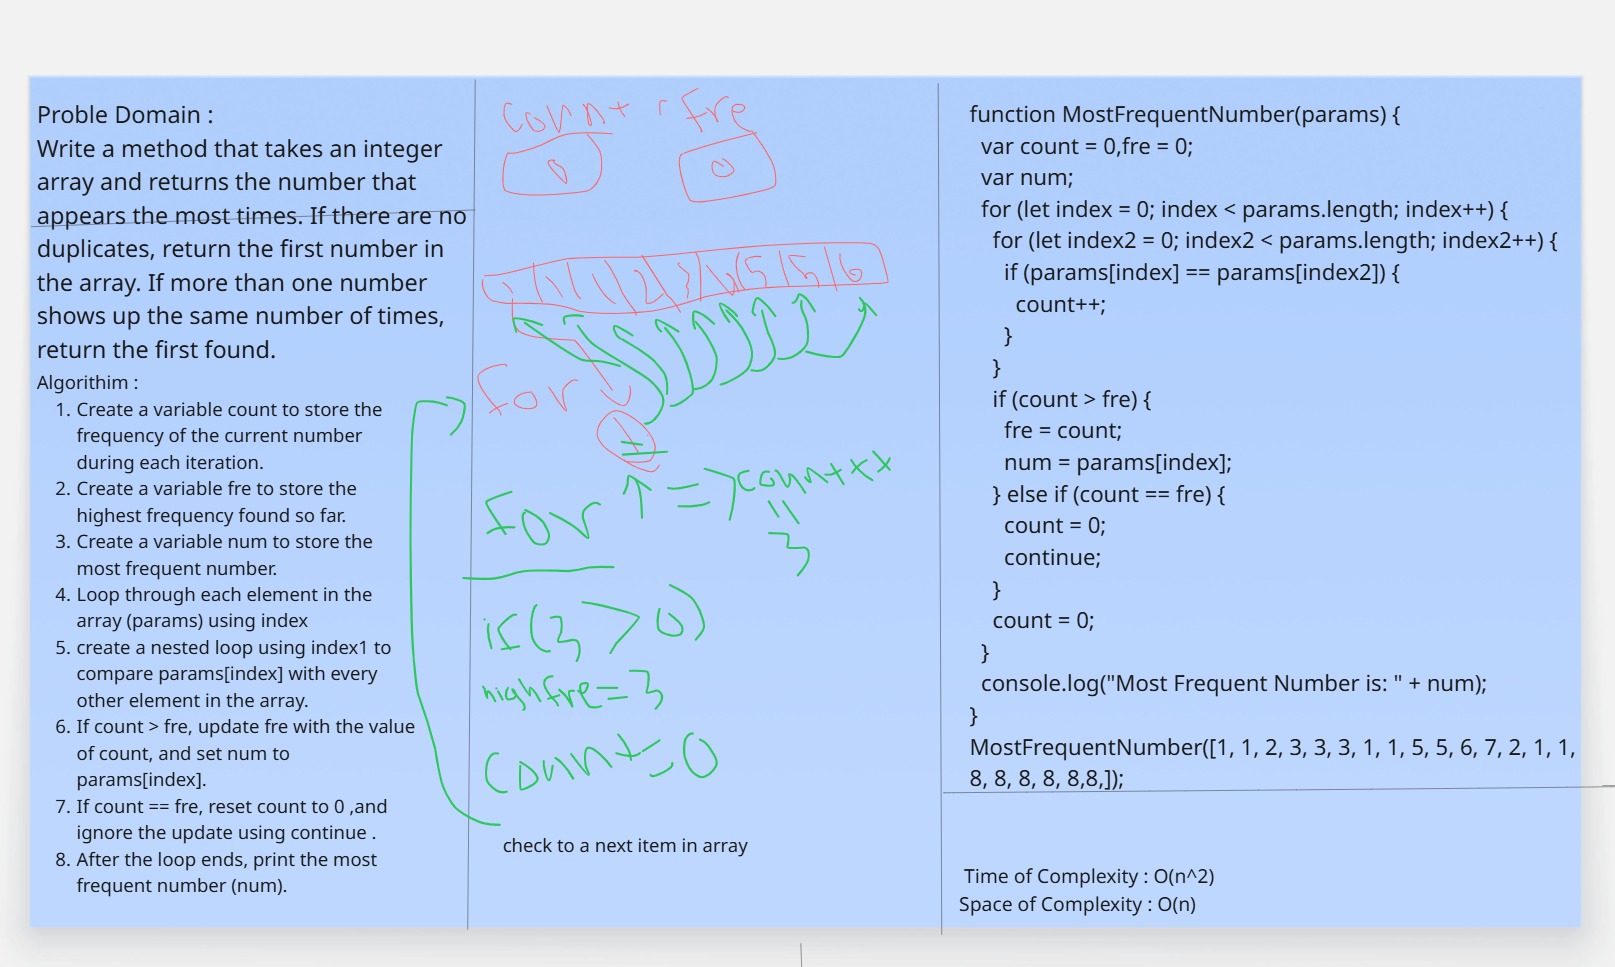 Proble Domain :
Write a method that takes an integer
array and returns the number that
appears the most times. If there are no
duplicates, return the first number in
the array. If more than one number
shows up the same number of times,
return the first found.
Algorithim :
1. Create a variable count to store the
frequency of the current number
during each iteration.
2. Create a variable fre to store the
highest frequency found so far.
3. Create a variable num to store the
most frequent number.
4. Loop through each element in the
array (params) using index
5. create a nested loop using index1 to
compare params[index] with every
other element in the array.
6. If count > fre, update fre with the value
of count, and set num to
params[index].
7. If count == fre, reset count to 0 ,and
ignore the update using continue .
8. After the loop ends, print the most
frequent number (num).
count , fre
0 0
for
for ↑ => count++
=
3
if(3 > 0)
highfre=3
count=0
check to a next item in array
function MostFrequentNumber(params) {
var count = 0,fre = 0;
var num;
for (let index = 0; index < params.length; index++) {
for (let index2 = 0; index2 < params.length; index2++) {
if (params[index] == params[index2]) {
count++;
}
}
if (count > fre) {
fre = count;
num = params[index];
} else if (count == fre) {
count = 0;
continue;
}
count = 0;
}
console.log("Most Frequent Number is: " + num);
}
MostFrequentNumber([1, 1, 2, 3, 3, 3, 1, 1, 5, 5, 6, 7, 2, 1, 1,
8, 8, 8, 8, 8,8,]);
Time of Complexity : O(n^2)
Space of Complexity : O(n)